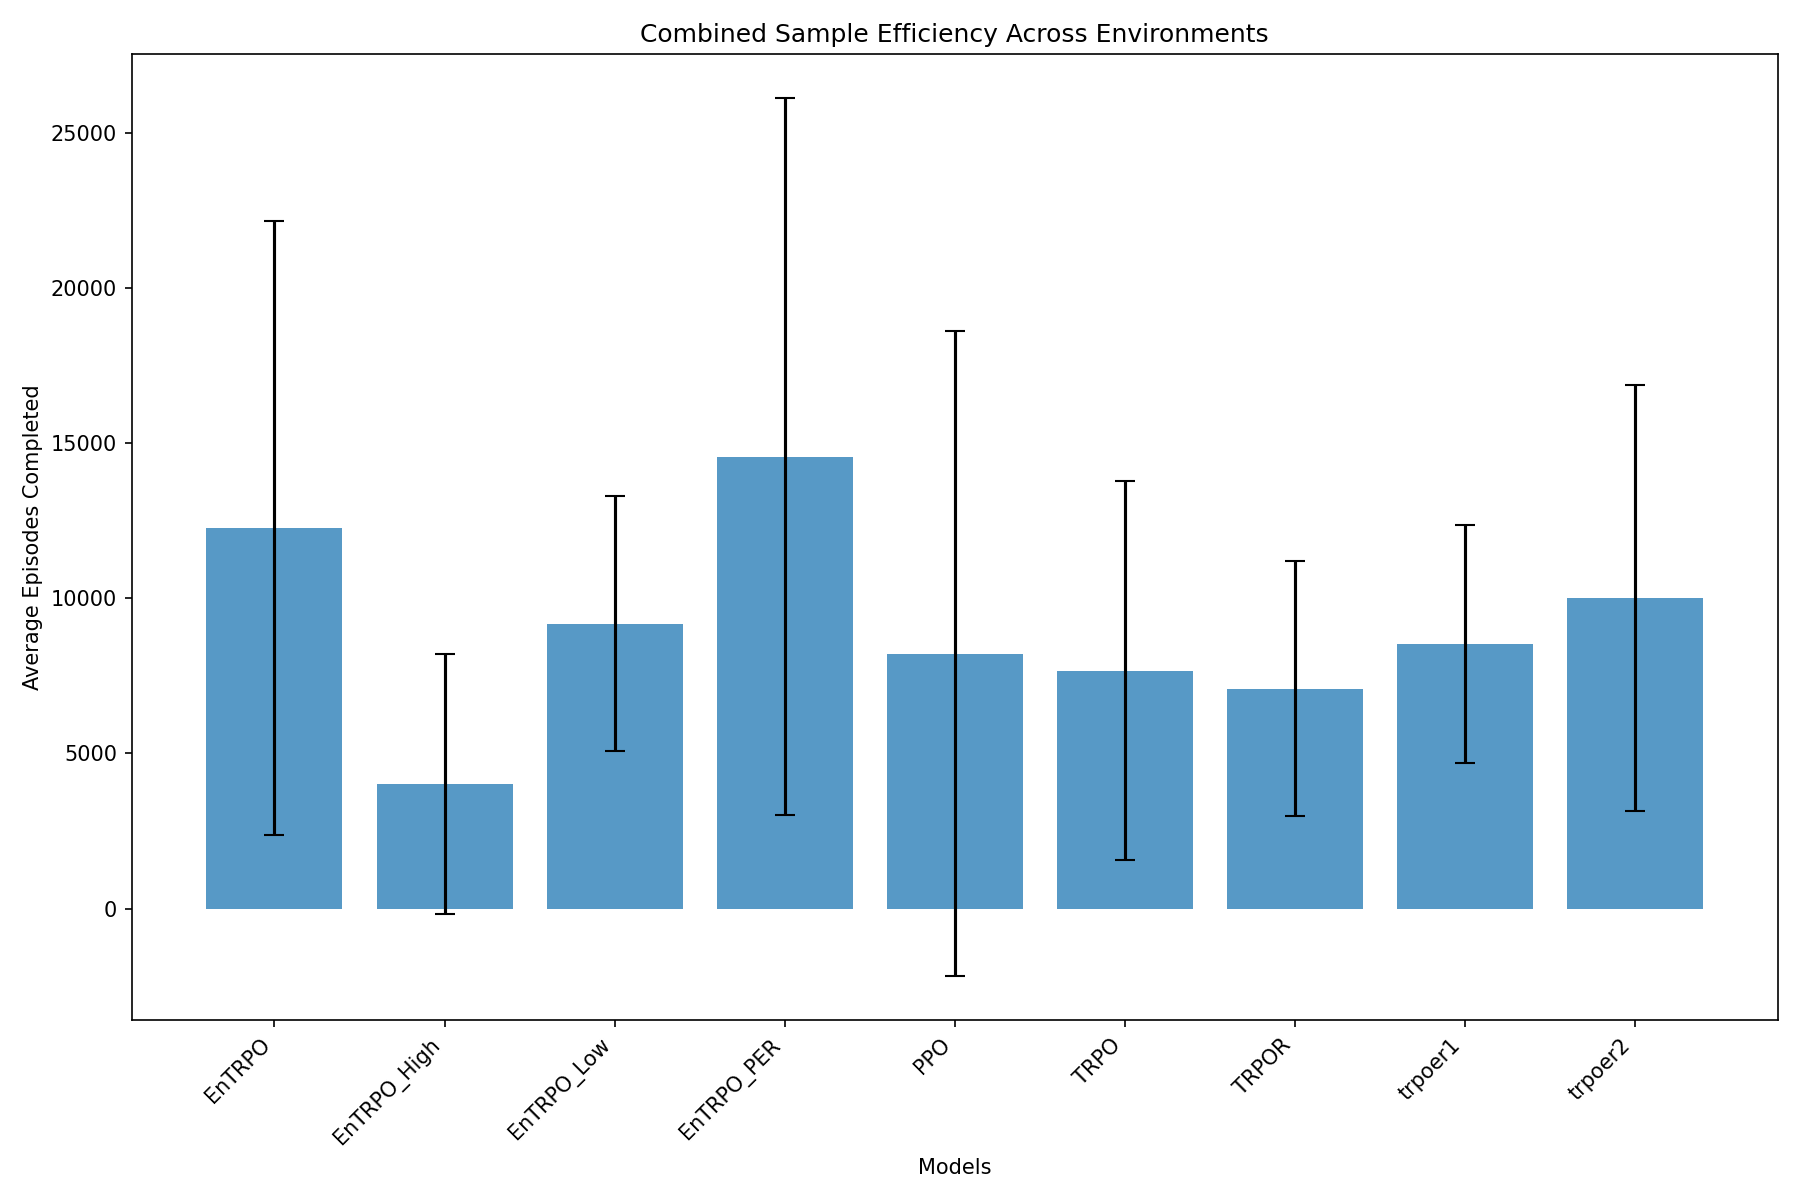 Combined Sample Efficiency Across Environments
Average Episodes Completed
25000
20000
15000
10000
5000
0
EnTRPO
EnTRPO_High
EnTRPO_Low
EnTRPO_PER
PPO
TRPO
TRPOR
trpoer1
trpoer2
Models